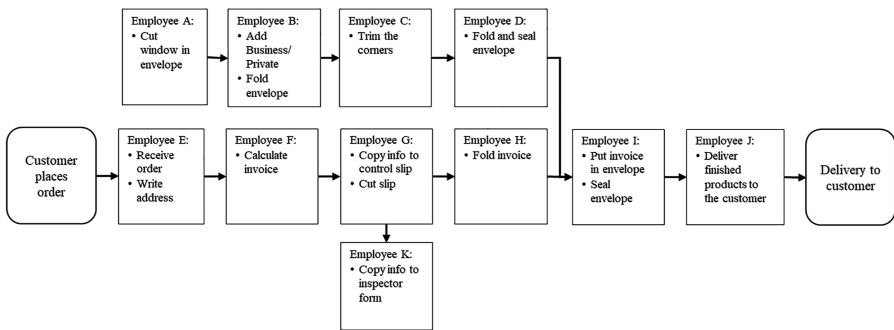 Employee A:
• Cut
window in
envelope
Employee B:
• Add
Business/
Private
• Fold
envelope
Employee C:
• Trim the
corners
Employee D:
• Fold and seal
envelope
Customer
places
order
Employee E:
• Receive
order
• Write
address
Employee F:
• Calculate
invoice
Employee G:
• Copy info to
control slip
• Cut slip
Employee H:
• Fold invoice
Employee I:
• Put invoice
in envelope
• Seal
envelope
Employee J:
• Deliver
finished
products to
the customer
Delivery to
customer
Employee K:
• Copy info to
inspector
form